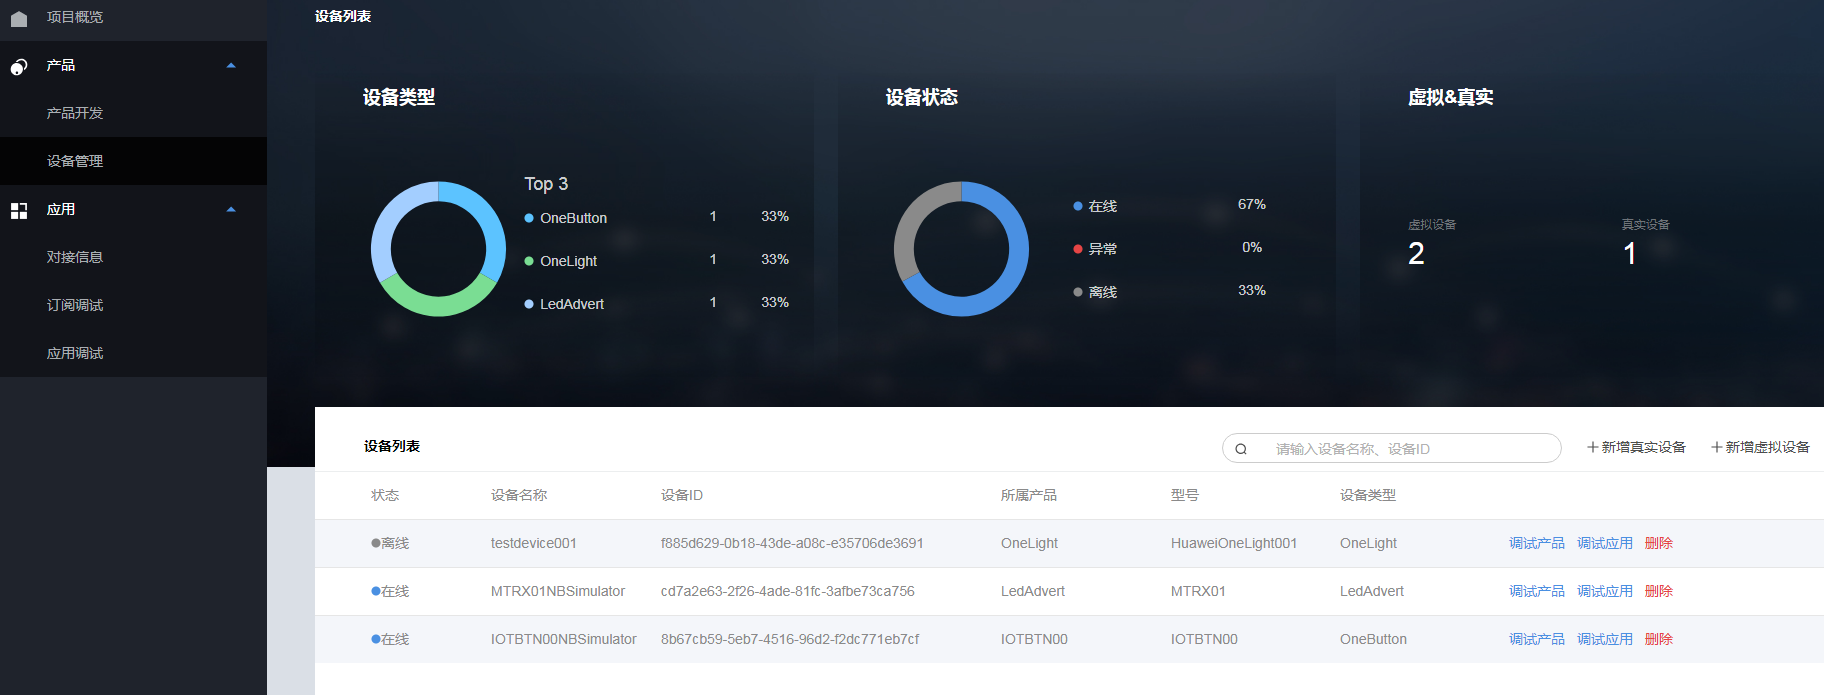 项目概览
产品
产品开发
设备管理
应用
对接信息
订阅调试
应用调试
设备列表
设备类型
Top 3
OneButton 1 33%
OneLight 1 33%
LedAdvert 1 33%
设备状态
在线 67%
异常 0%
离线 33%
虚拟&真实
虚拟设备 真实设备
2 1
设备列表 请输入设备名称、设备ID +新增真实设备 +新增虚拟设备
状态 设备名称 设备ID 所属产品 型号 设备类型
离线 testdevice001 f885d629-0b18-43de-a08c-e35706de3691 OneLight HuaweiOneLight001 OneLight 调试产品 调试应用 删除
在线 MTRX01NBSimulator cd7a2e63-2f26-4ade-81fc-3afbe73ca756 LedAdvert MTRX01 LedAdvert 调试产品 调试应用 删除
在线 IOTBTN00NBSimulator 8b67cb59-5eb7-4516-96d2-f2dc771eb7cf IOTBTN00 IOTBTN00 OneButton 调试产品 调试应用 删除